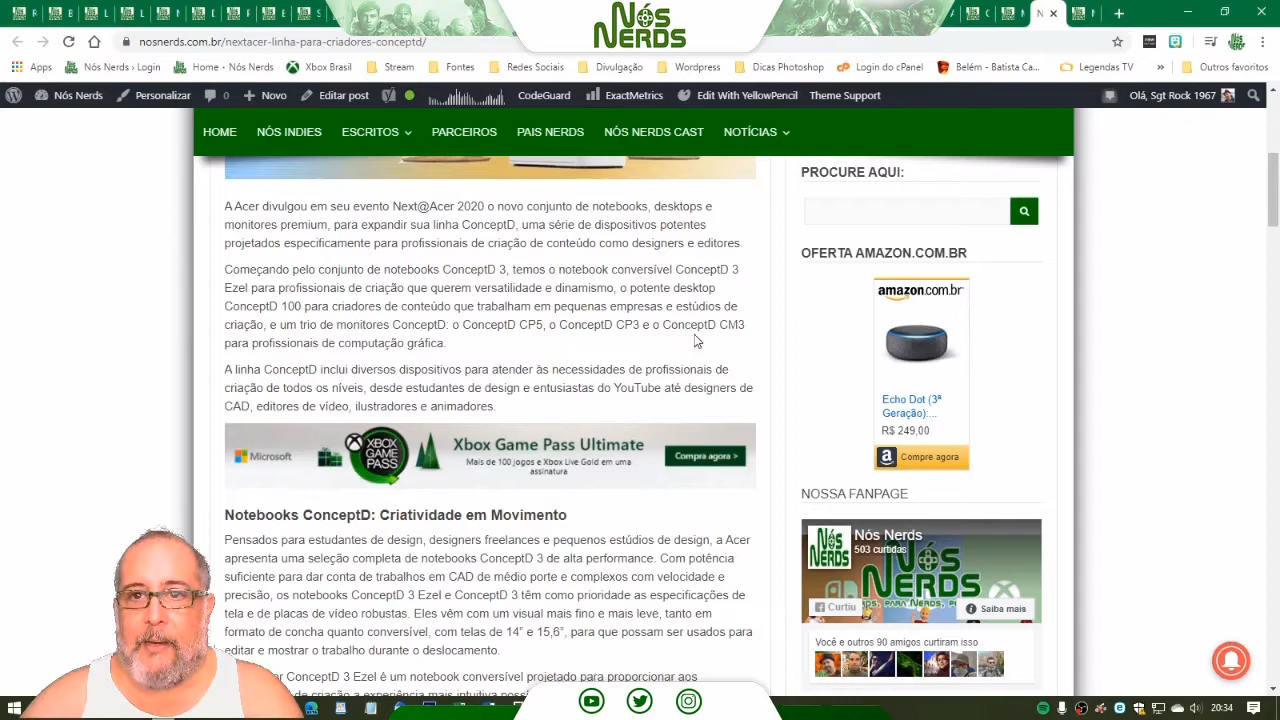 NÓS
NERDS
nosnerds.com.br/nextacer-linha-para-criadores-conceptd/
Apps
Nós Nerds › Login
Home - Nós Nerds
Xbox Brasil
Stream
Fontes
Redes Sociais
Divulgação
Wordpress
Dicas Photoshop
Login do cPanel
Belém - Batista Ca...
Legendas TV
»
Outros favoritos
Nós Nerds
Personalizar
0
Novo
Editar post
CodeGuard
ExactMetrics
Edit With YellowPencil
Theme Support
Olá, Sgt Rock 1967
HOME
NÓS INDIES
ESCRITOS
PARCEIROS
PAIS NERDS
NÓS NERDS CAST
NOTÍCIAS
A Acer divulgou em seu evento Next@Acer 2020 o novo conjunto de notebooks, desktops e
monitores premium, para expandir sua linha ConceptD, uma série de dispositivos potentes
projetados especificamente para profissionais de criação de conteúdo como designers e editores.
Começando pelo conjunto de notebooks ConceptD 3, temos o notebook conversível ConceptD 3
Ezel para profissionais de criação que querem versatilidade e dinamismo, o potente desktop
ConceptD 100 para criadores de conteúdo que trabalham em pequenas empresas e estúdios de
criação, e um trio de monitores ConceptD: o ConceptD CP5, o ConceptD CP3 e o ConceptD CM3
para profissionais de computação gráfica.
A linha ConceptD inclui diversos dispositivos para atender às necessidades de profissionais de
criação de todos os níveis, desde estudantes de design e entusiastas do YouTube até designers de
CAD, editores de vídeo, ilustradores e animadores.
Microsoft
XBOX
GAME
PASS
Xbox Game Pass Ultimate
Mais de 100 jogos e Xbox Live Gold em uma
assinatura
Compre agora >
Notebooks ConceptD: Criatividade em Movimento
Pensados para estudantes de design, designers freelances e pequenos estúdios de design, a Acer
apresenta uma seleção completa de notebooks ConceptD 3 de alta performance. Com potência
suficiente para dar conta de trabalhos em CAD de médio porte e complexos com velocidade e
notebooks ConceptD 3 Ezel e ConceptD 3 têm como prioridade as especificações de
placas de vídeo robustas. Eles vêm com um visual mais fino e mais leve, tanto em
formato de concha quanto conversível, com telas de 14” e 15,6”, para que possam ser usados para
o trabalho durante o deslocamento.
ConceptD 3 Ezel é um notebook conversível projetado para proporcionar aos
de criação a experiência mais intuitiva
PROCURE AQUI:
OFERTA AMAZON.COM.BR
amazon.com.br
Echo Dot (3ª
Geração):...
R$ 249,00
Compre agora
NOSSA FANPAGE
NÓS
NERDS
Nós Nerds
503 curtidas
NÓS
NERDS
Curtiu
Saiba mais
Você e outros 90 amigos curtiram isso
20:34